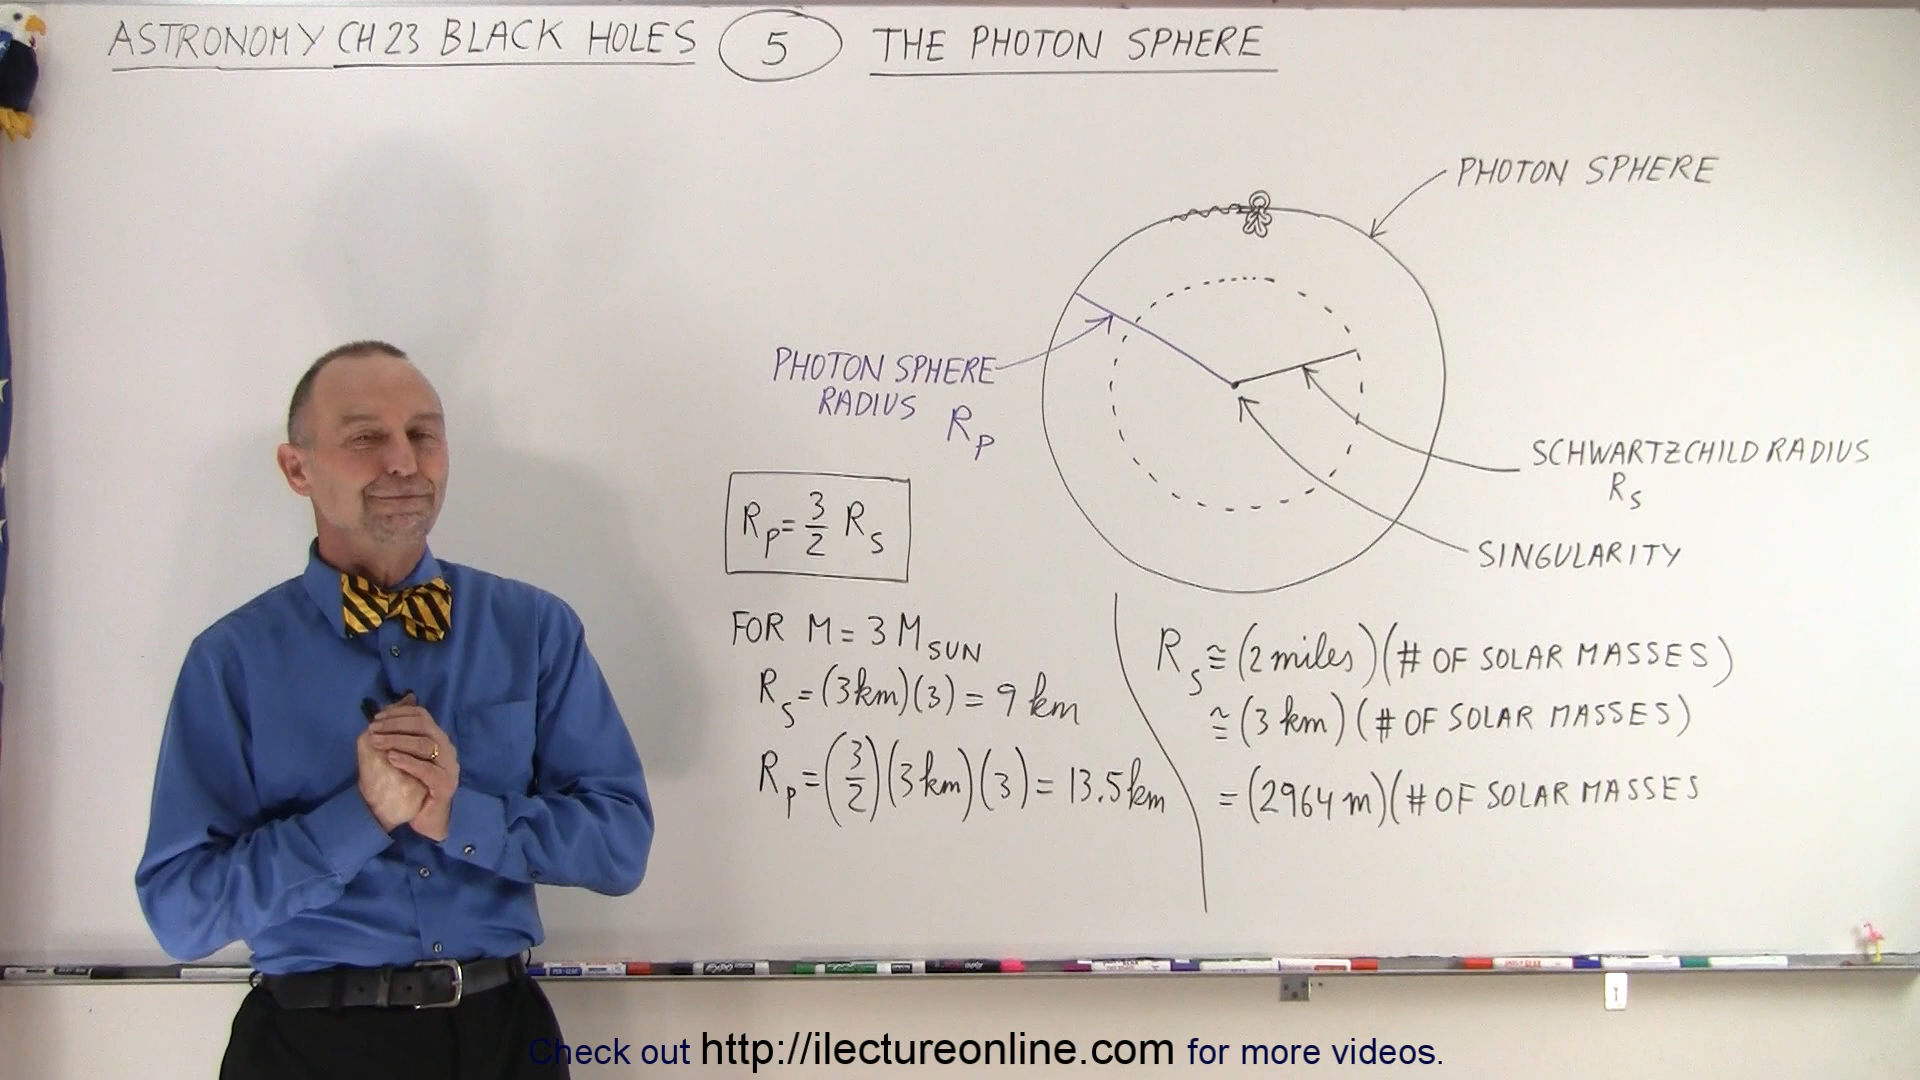 ASTRONOMY CH 23 BLACK HOLES 5 THE PHOTON SPHERE
PHOTON SPHERE
PHOTON SPHERE
RADIUS R_P
SCHWARTZCHILD RADIUS
R_S
SINGULARITY
R_P = 3/2 R_S
FOR M = 3 M_SUN
R_S = (3km)(3) = 9 km
R_P = (3/2)(3km)(3) = 13.5km
R_S ≅ (2 miles)(# OF SOLAR MASSES)
≅ (3 km)(# OF SOLAR MASSES)
= (2964 m)(# OF SOLAR MASSES
Check out http://ilectureonline.com for more videos.